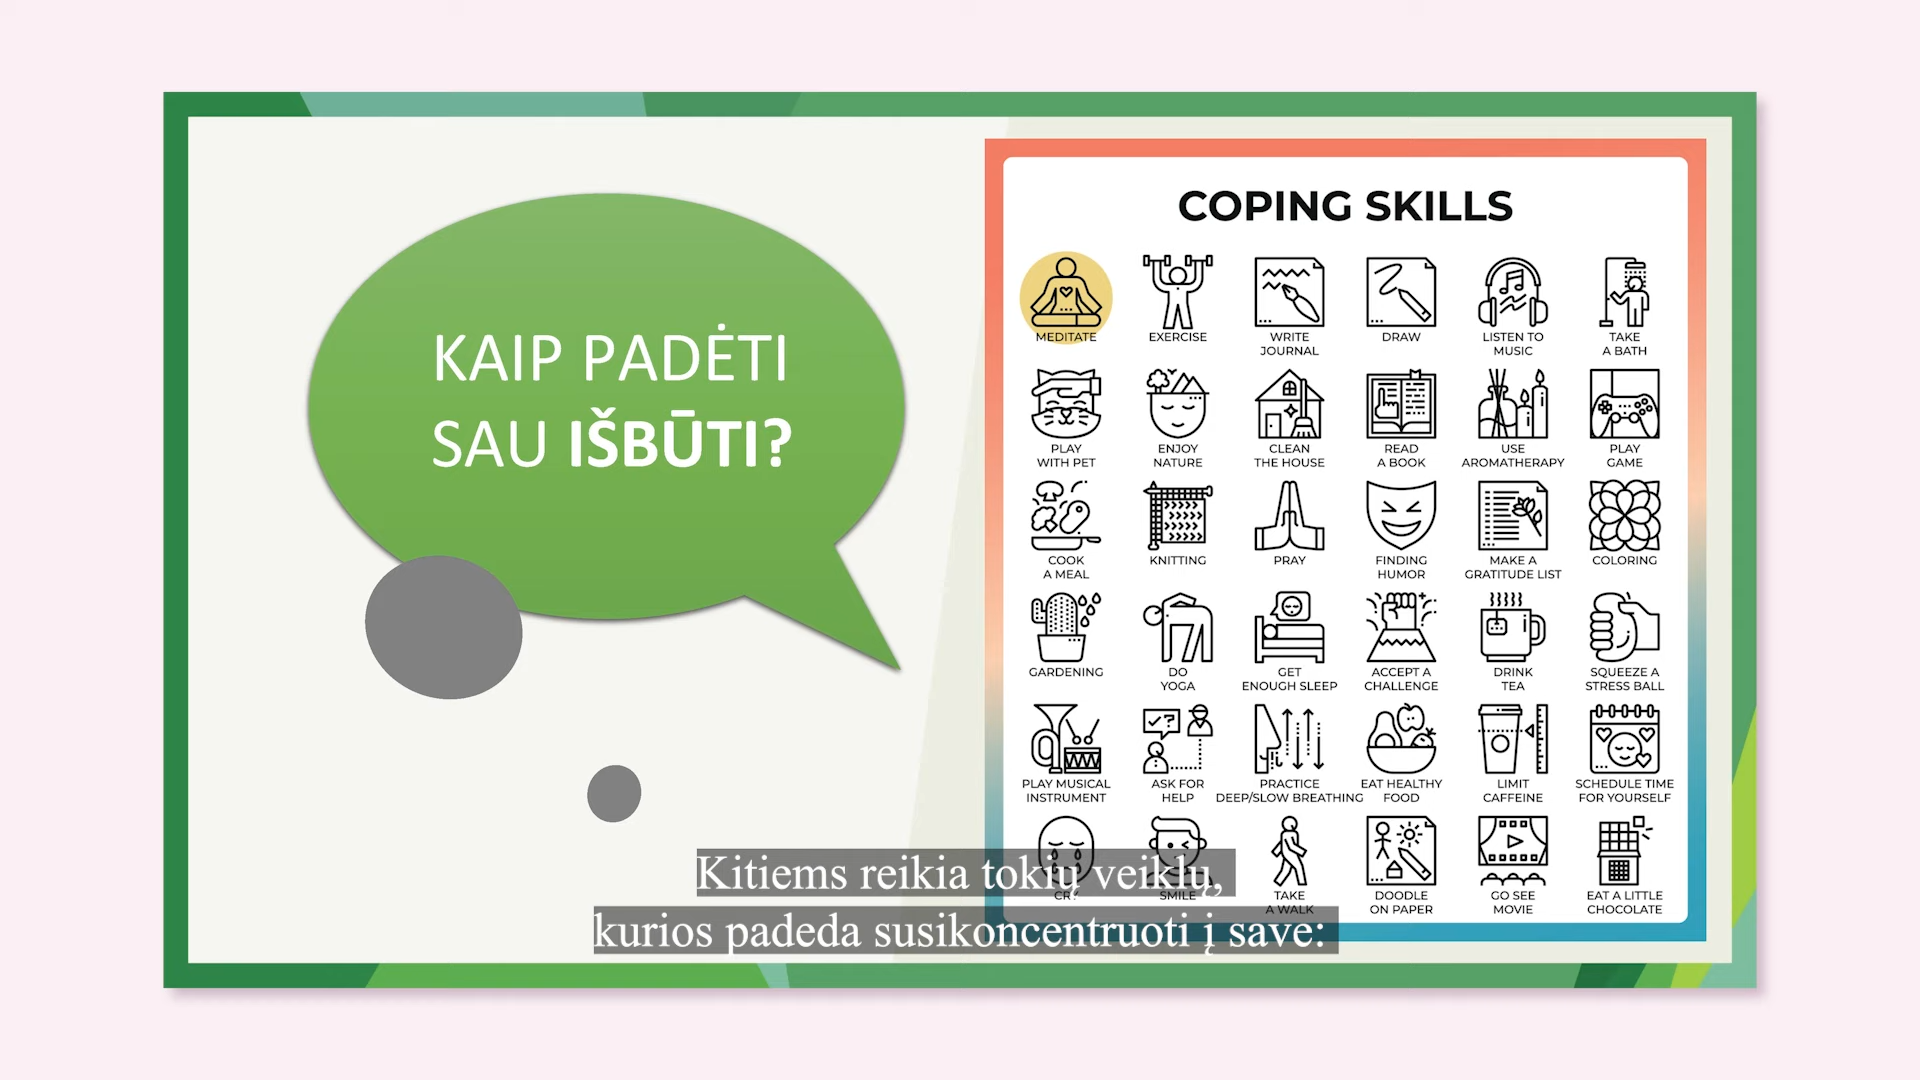 KAIP PADĖTI
SAU IŠBŪTI?
COPING SKILLS
MEDITATE
EXERCISE
WRITE
JOURNAL
DRAW
LISTEN TO
MUSIC
TAKE
A BATH
PLAY
WITH PET
ENJOY
NATURE
CLEAN
THE HOUSE
READ
A BOOK
USE
AROMATHERAPY
PLAY
GAME
COOK
A MEAL
KNITTING
PRAY
FINDING
HUMOR
MAKE A
GRATITUDE LIST
COLORING
GARDENING
DO
YOGA
GET
ENOUGH SLEEP
ACCEPT A
CHALLENGE
DRINK
TEA
SQUEEZE A
STRESS BALL
PLAY MUSICAL
INSTRUMENT
ASK FOR
HELP
PRACTICE
DEEP/SLOW BREATHING
EAT HEALTHY
FOOD
LIMIT
CAFFEINE
SCHEDULE TIME
FOR YOURSELF
CRY
SMILE
TAKE
A WALK
DOODLE
ON PAPER
GO SEE
MOVIE
EAT A LITTLE
CHOCOLATE
Kitiems reikia tokių veiklų,
kurios padeda susikoncentruoti į save: